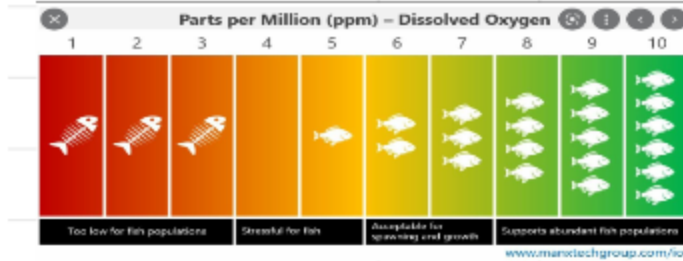 Parts per Million (ppm) – Dissolved Oxygen
1 2 3 4 5 6 7 8 9 10
Too low for fish populations
Stressful for fish
Acceptable for
spawning and growth
Supports abundant fish populations
www.manxtechgroup.com/io